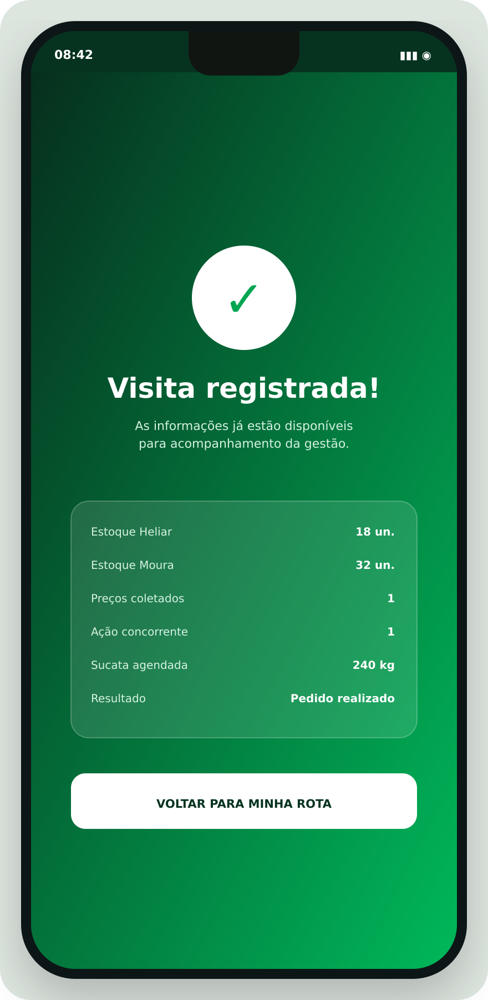 08:42
Visita registrada!
As informações já estão disponíveis
para acompanhamento da gestão.
Estoque Heliar 18 un.
Estoque Moura 32 un.
Preços coletados 1
Ação concorrente 1
Sucata agendada 240 kg
Resultado Pedido realizado
VOLTAR PARA MINHA ROTA